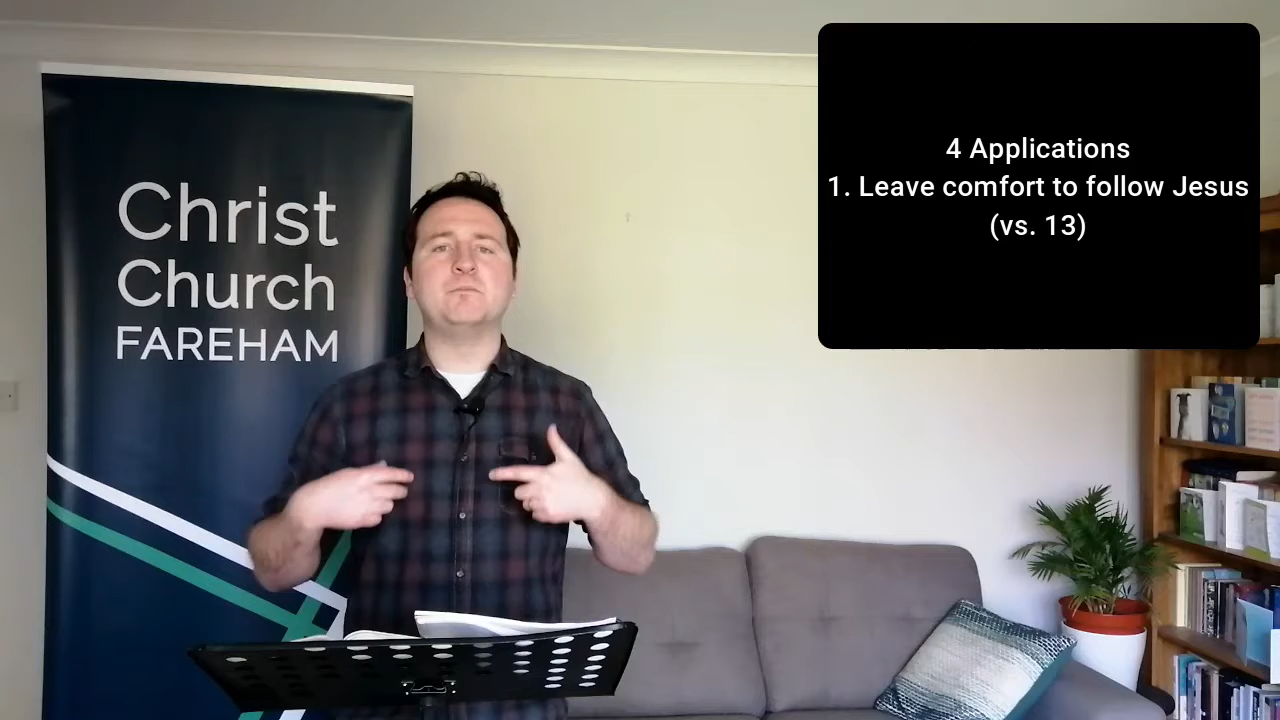 Christ
Church
FAREHAM
4 Applications
1. Leave comfort to follow Jesus
(vs. 13)